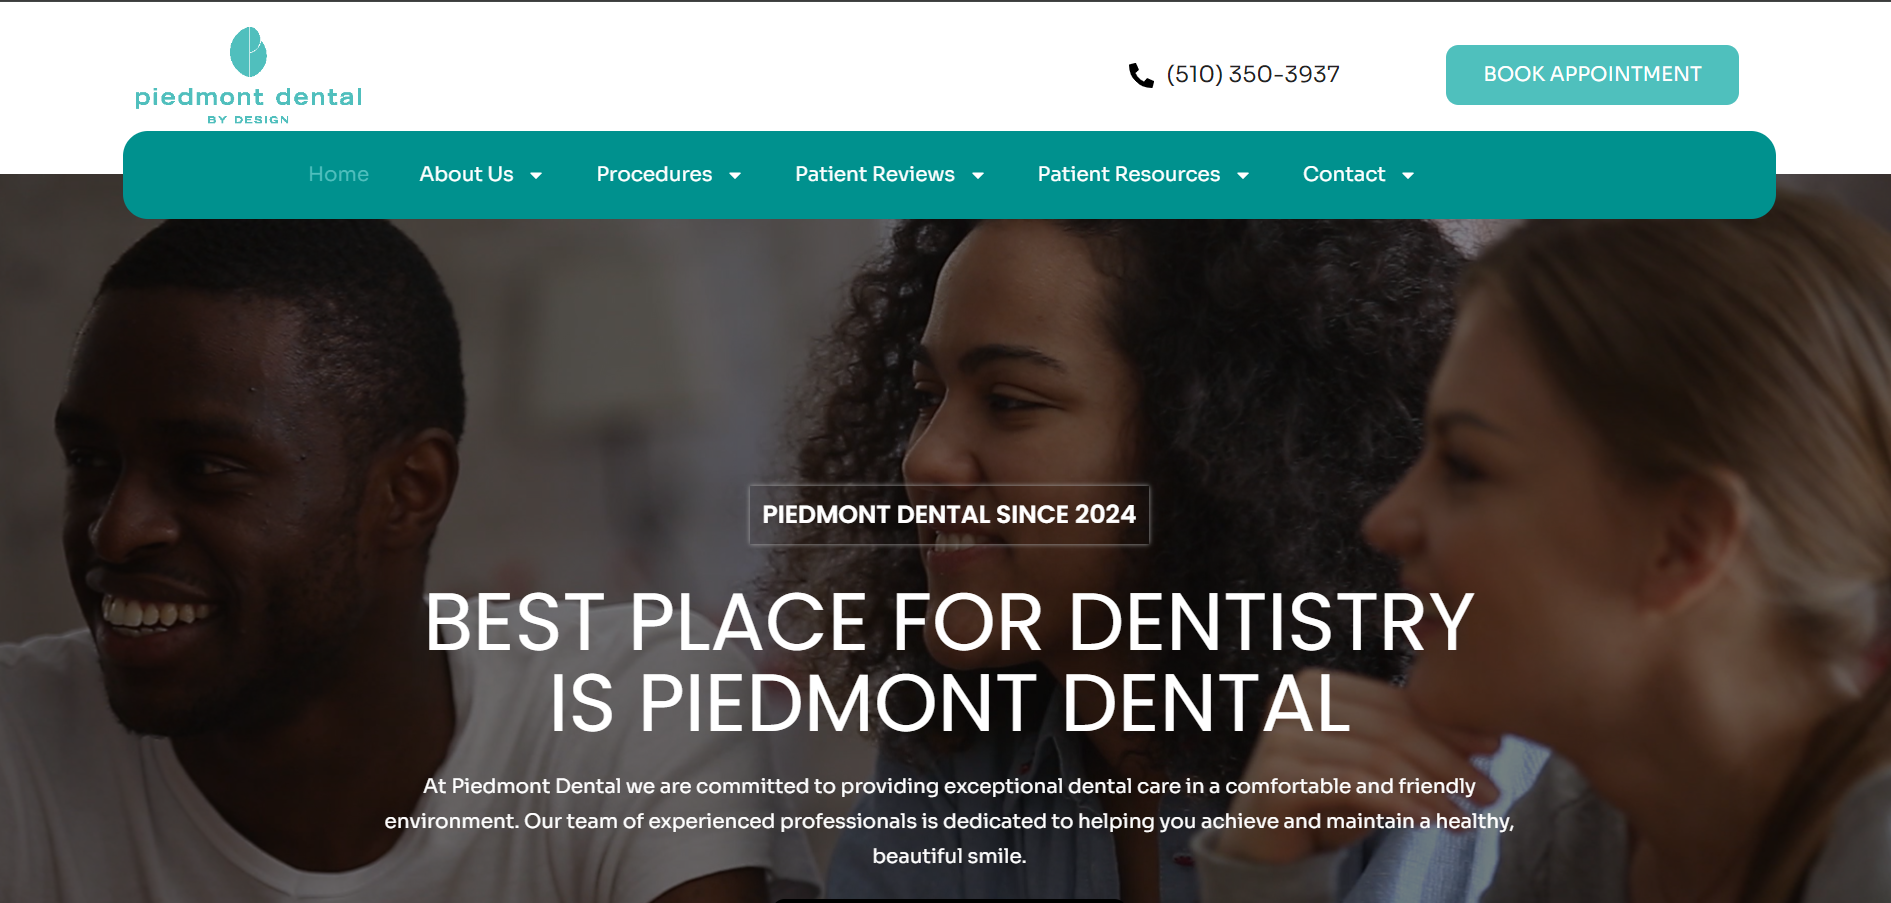 piedmont dental
BY DESIGN
(510) 350-3937
BOOK APPOINTMENT
Home
About Us
Procedures
Patient Reviews
Patient Resources
Contact
PIEDMONT DENTAL SINCE 2024
BEST PLACE FOR DENTISTRY
IS PIEDMONT DENTAL
At Piedmont Dental we are committed to providing exceptional dental care in a comfortable and friendly
environment. Our team of experienced professionals is dedicated to helping you achieve and maintain a healthy,
beautiful smile.